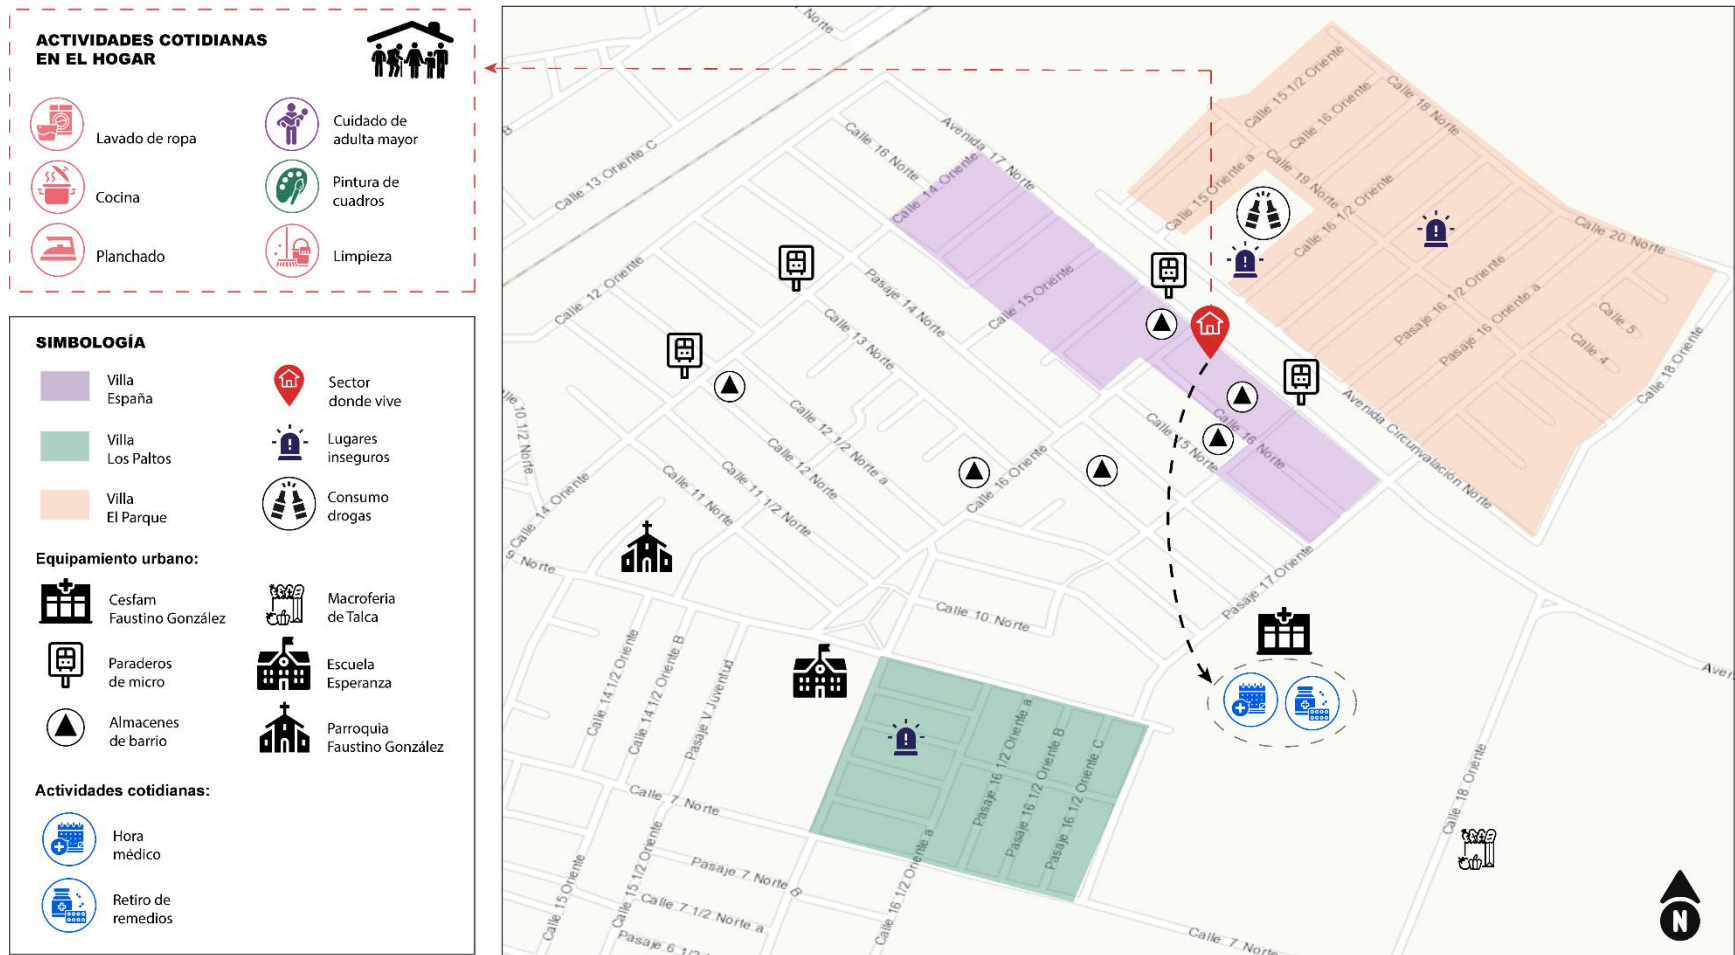 ACTIVIDADES COTIDIANAS
EN EL HOGAR
Lavado de ropa
Cuidado de
adulta mayor
Cocina
Pintura de
cuadros
Planchado
Limpieza
SIMBOLOGÍA
Villa
España
Sector
donde vive
Villa
Los Paltos
Lugares
inseguros
Villa
El Parque
Consumo
drogas
Equipamiento urbano:
Cesfam
Faustino González
Macroferia
de Talca
Paraderos
de micro
Escuela
Esperanza
Almacenes
de barrio
Parroquia
Faustino González
Actividades cotidianas:
Hora
médico
Retiro de
remedios
Norte
Calle 13 Oriente C
Calle 16 Norte
Avenida 17 Norte
Calle 14 Oriente
Calle 15 1/2 Oriente
Calle 16 Oriente
Calle 18 Norte
Calle 15 Oriente a
Calle 19 Norte
Calle 15 Oriente
Calle 16 1/2 Oriente
Calle 20 Norte
Calle 12 Oriente
Pasaje 14 Norte
Calle 15 Oriente
Calle 13 Norte
Pasaje 16 1/2 Oriente
Pasaje 16 Oriente a
Calle 5
Calle 4
Calle 18 Oriente
Avenida Circunvalación Norte
Calle 16 Norte
Calle 15 Norte
Calle 12 1/2 Norte a
Calle 12 Norte
Calle 11 1/2 Norte
Calle 11 Norte
Calle 16 Oriente
lle 10 1/2 Norte
Calle 14 Oriente
9 Norte
Pasaje 17 Oriente
Calle 10 Norte
Calle 14 1/2 Oriente
Calle 14 1/2 Oriente B
Pasaje V Juventud
Pasaje 16 1/2 Oriente a
Pasaje 16 1/2 Oriente B
Pasaje 16 1/2 Oriente C
Aven
Calle 18 Oriente
Calle 7 Norte
Calle 15 Oriente
Calle 15 1/2 Oriente
Pasaje 7 Norte B
Calle 7 1/2 Norte a
Pasaje 6 1/2
Calle 16 1/2 Oriente a
Calle 7 Norte
N